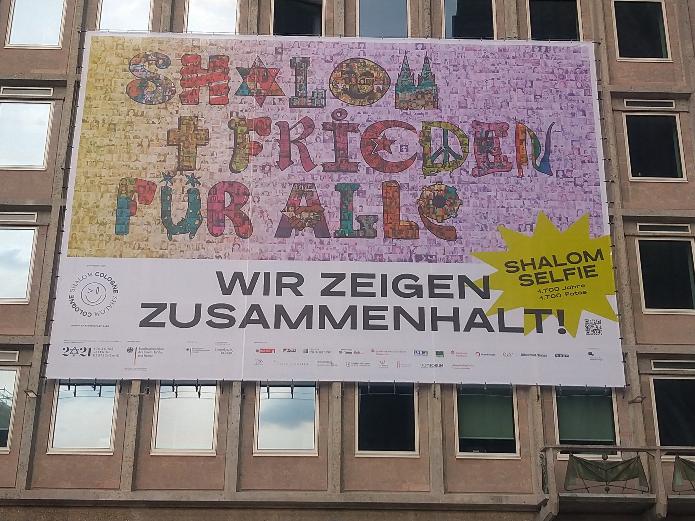 SHALOM
FRIEDEN
FÜR ALLE
WIR ZEIGEN
ZUSAMMENHALT!
SHALOM
SELFIE
1.700 Jahre
1.700 Fotos
SHALOM COLOGNE
2021